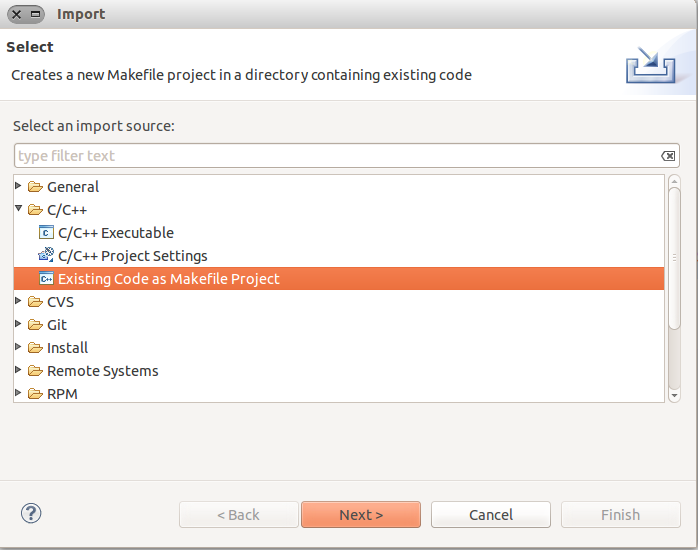 Import
Select
Creates a new Makefile project in a directory containing existing code
Select an import source:
type filter text
General
C/C++
C/C++ Executable
C/C++ Project Settings
Existing Code as Makefile Project
CVS
Git
Install
Remote Systems
RPM
< Back
Next >
Cancel
Finish